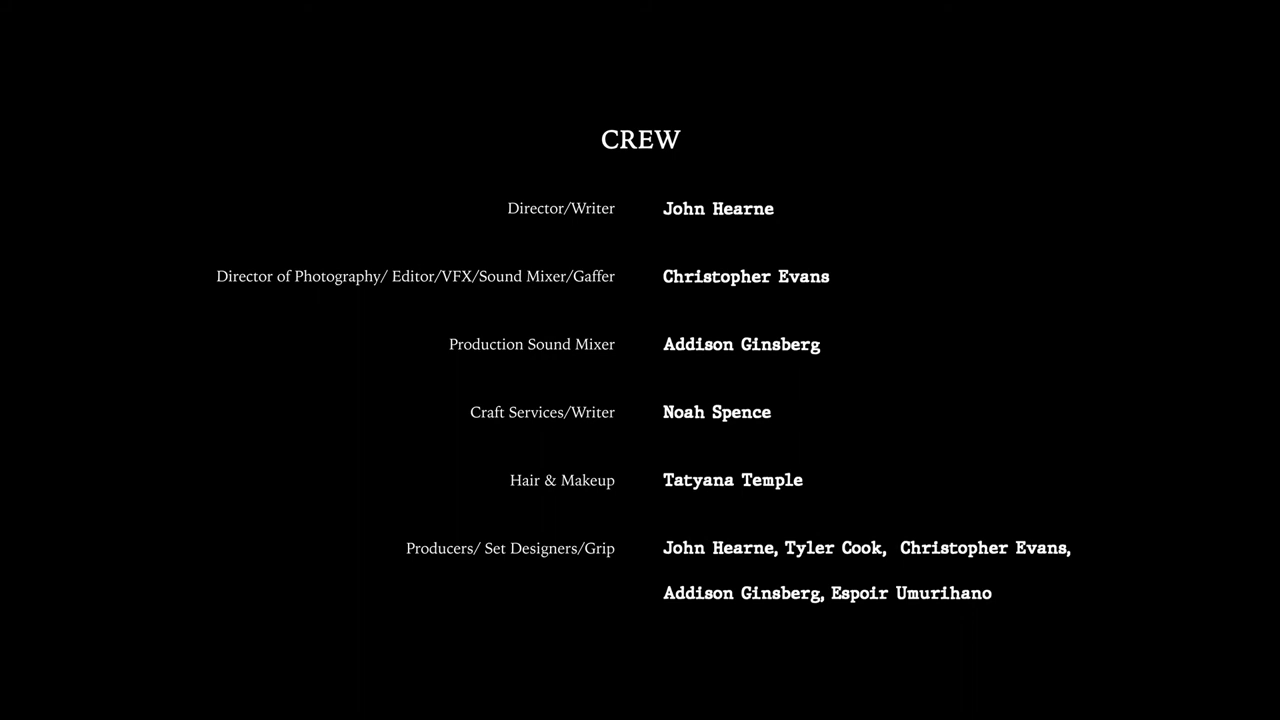 CREW
Director/Writer John Hearne
Director of Photography/ Editor/VFX/Sound Mixer/Gaffer Christopher Evans
Production Sound Mixer Addison Ginsberg
Craft Services/Writer Noah Spence
Hair & Makeup Tatyana Temple
Producers/ Set Designers/Grip John Hearne, Tyler Cook, Christopher Evans,
Addison Ginsberg, Espoir Umurihano